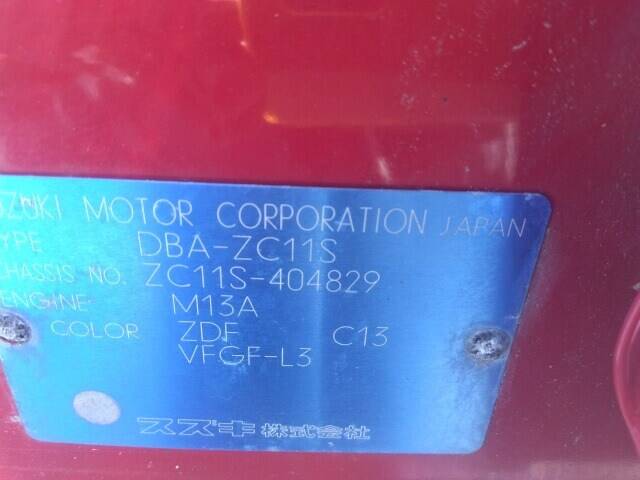 UZUKI MOTOR CORPORATION JAPAN
YPE DBA-ZC11S
CHASSIS NO. ZC11S-404829
ENGINE M13A
COLOR ZDF C13
VFGF-L3
スズキ株式会社